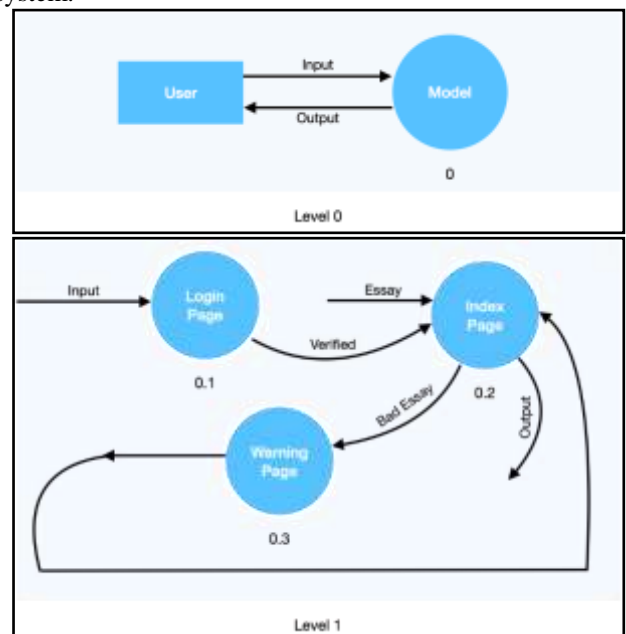 system.
Input
User
Model
Output
0
Level 0
Input
Login
Page
Essay
Index
Page
Verified
0.1
0.2
Bad Essay
Output
Warning
Page
0.3
Level 1